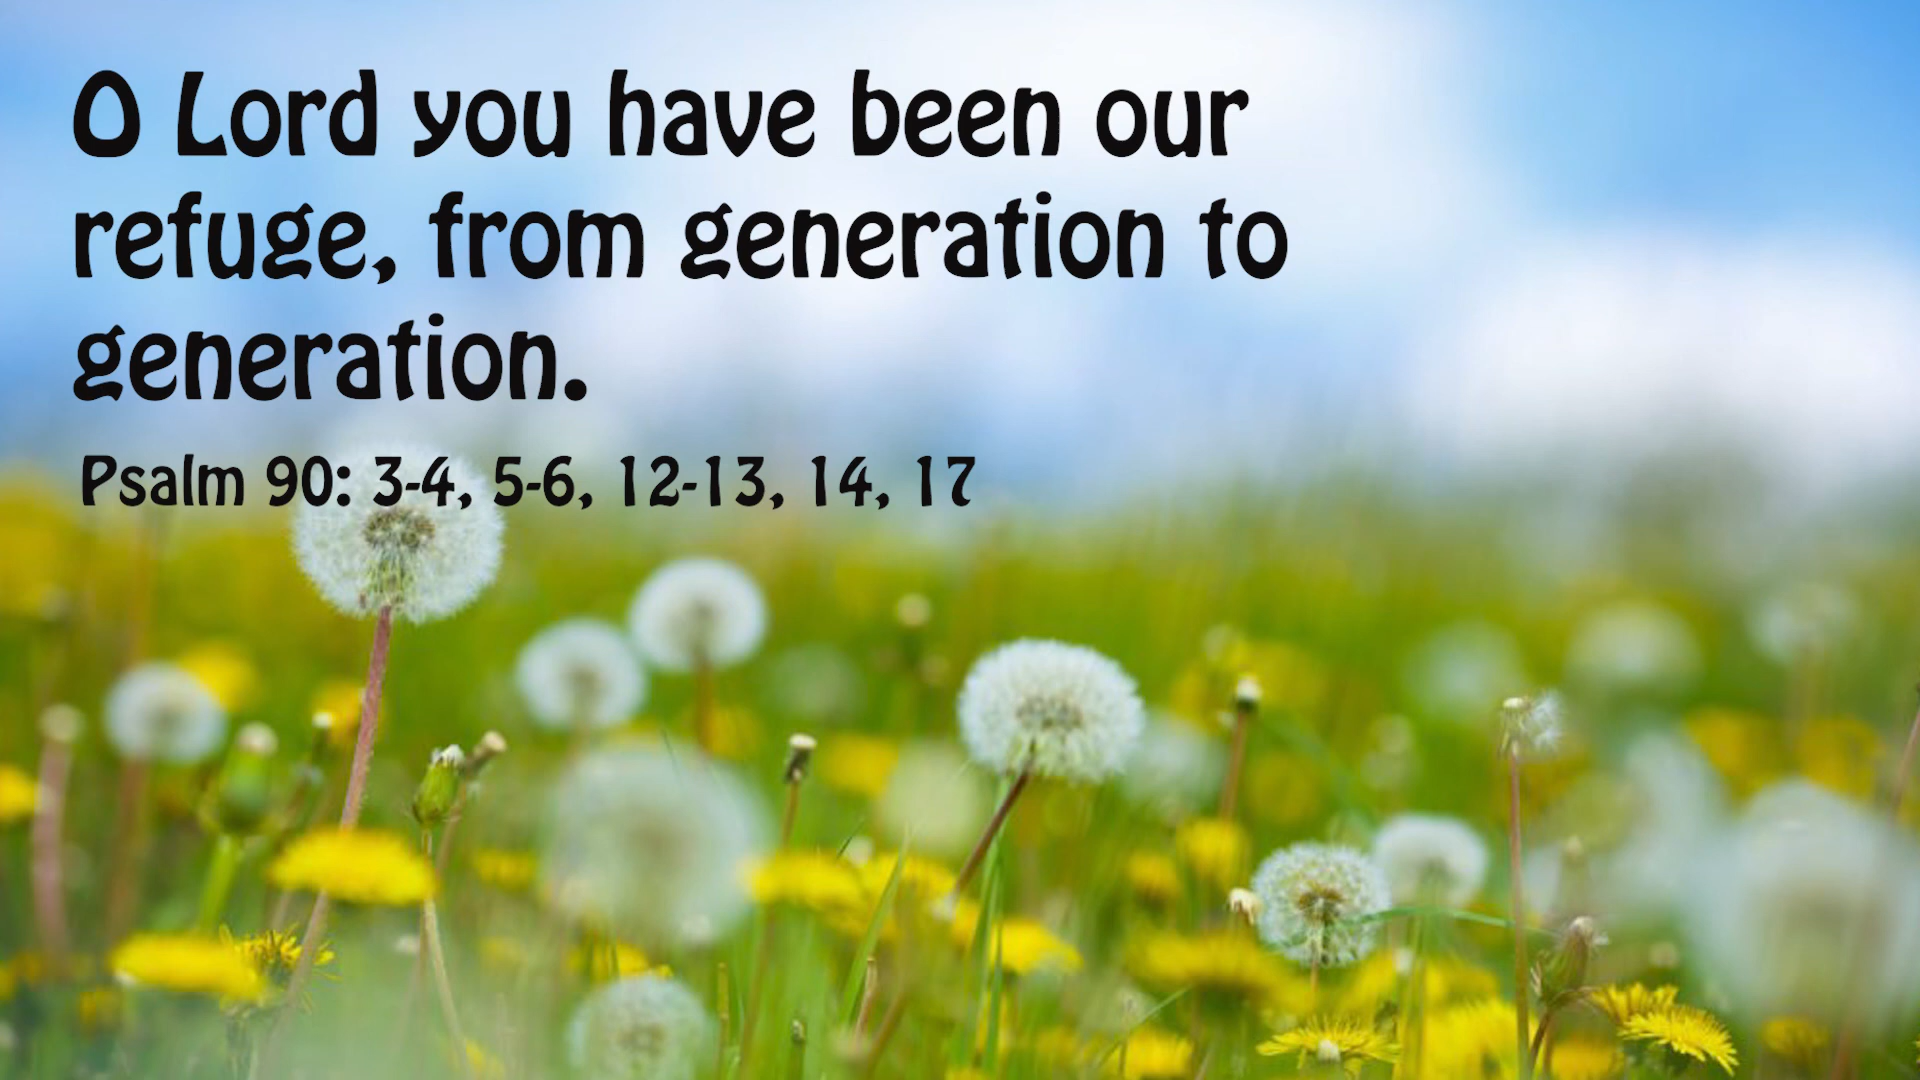 O Lord you have been our
refuge, from generation to
generation.
Psalm 90: 3-4, 5-6, 12-13, 14, 17